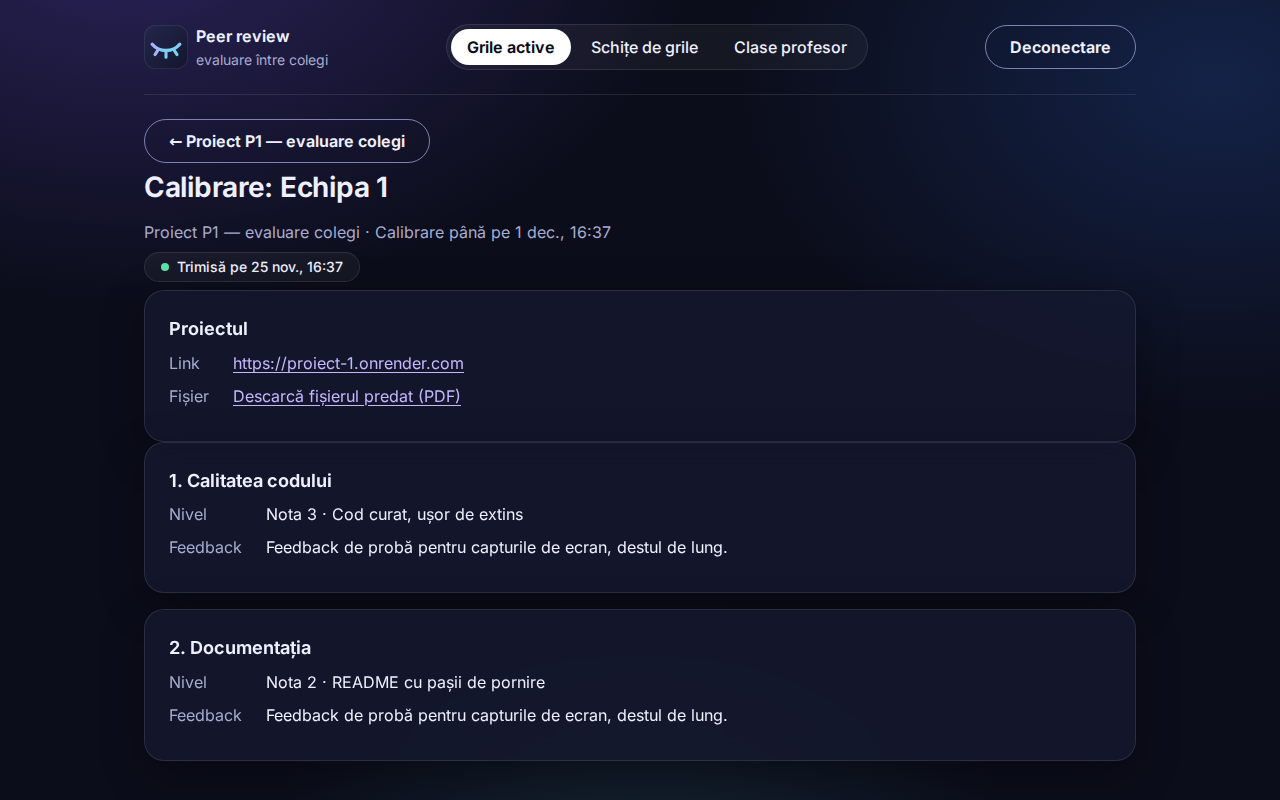 Peer review
evaluare între colegi
Grile active
Schițe de grile
Clase profesor
Deconectare
← Proiect P1 — evaluare colegi
Calibrare: Echipa 1
Proiect P1 — evaluare colegi · Calibrare până pe 1 dec., 16:37
Trimisă pe 25 nov., 16:37
Proiectul
Link https://proiect-1.onrender.com
Fișier Descarcă fișierul predat (PDF)
1. Calitatea codului
Nivel Nota 3 · Cod curat, ușor de extins
Feedback Feedback de probă pentru capturile de ecran, destul de lung.
2. Documentația
Nivel Nota 2 · README cu pașii de pornire
Feedback Feedback de probă pentru capturile de ecran, destul de lung.